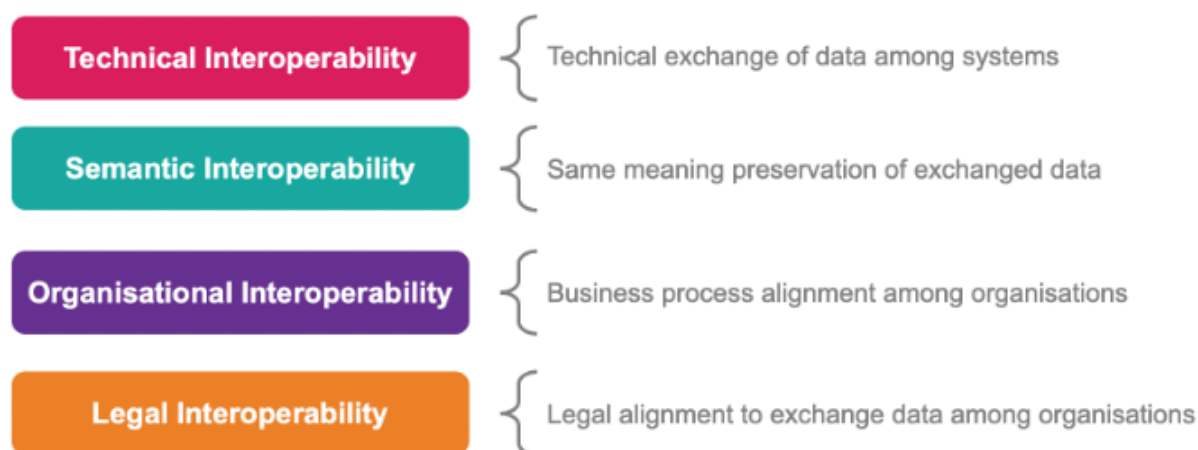 Technical Interoperability
Technical exchange of data among systems
Semantic Interoperability
Same meaning preservation of exchanged data
Organisational Interoperability
Business process alignment among organisations
Legal Interoperability
Legal alignment to exchange data among organisations